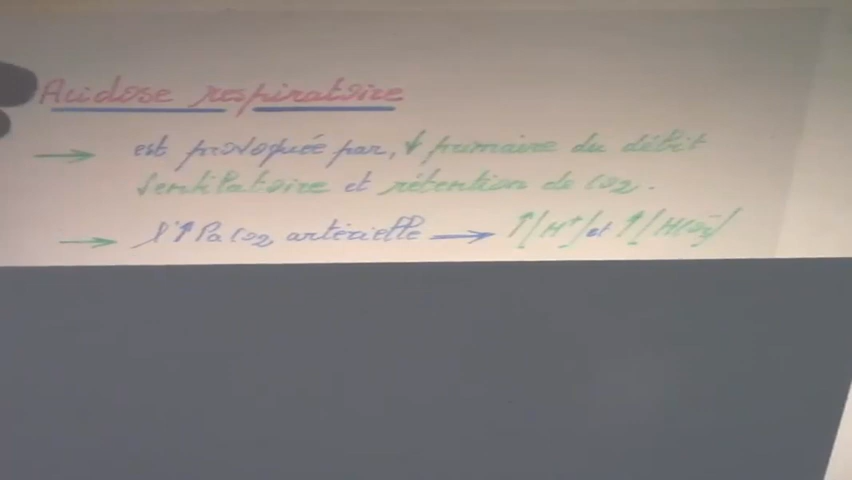 Acidose respiratoire
→ est provoquée par, ↓ primaire du débit
ventilatoire et rétention de CO2.
→ l'↑ PaCO2 artérielle → ↑[H+] et ↑[HCO3-]